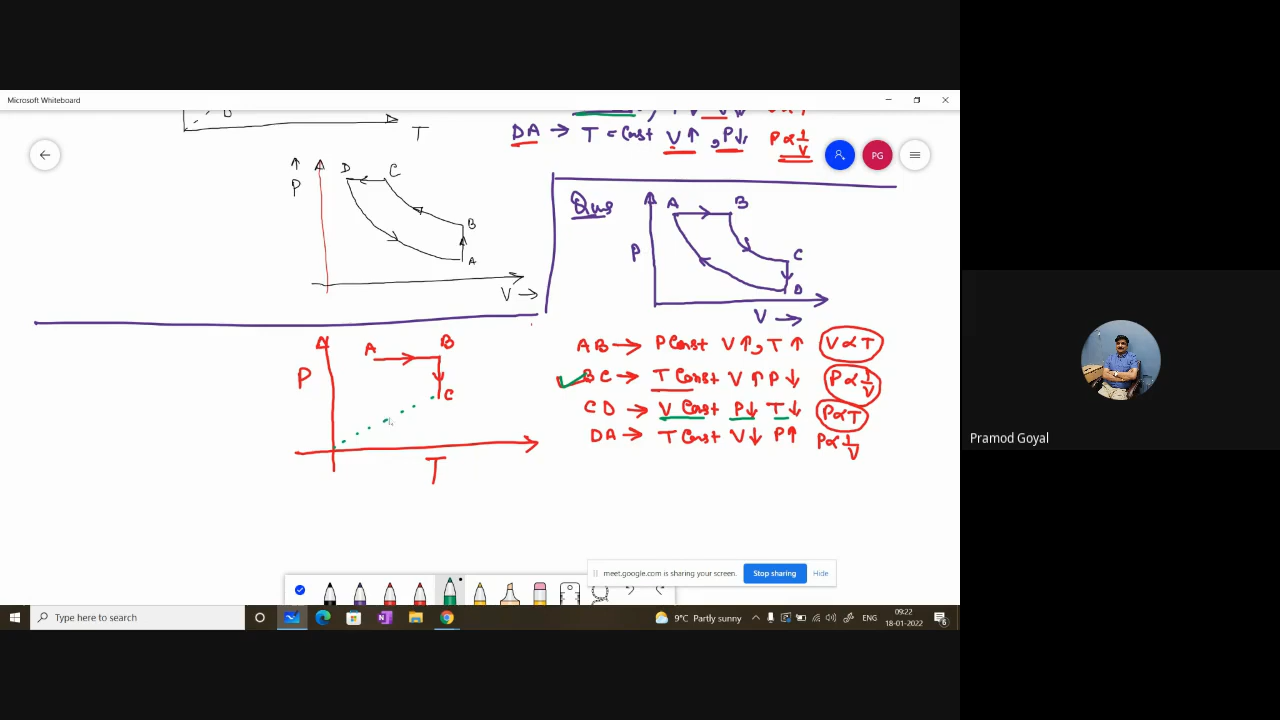 Microsoft Whiteboard
D
T
DA → T = Const V↑, P↓, P∝1/V
PG
↑ P
D C
B
A
V →
Ques
A B
P
C
D
V →
AB → P Const V↑, T↑ V∝T
BC → T Const V↑ P↓ P∝1/V
CD → V Const P↓ T↓ P∝T
DA → T Const V↓ P↑ P∝1/V
P
A B
C
T
Pramod Goyal
meet.google.com is sharing your screen. Stop sharing Hide
Type here to search
9°C Partly sunny ENG 09:22
18-01-2022
6